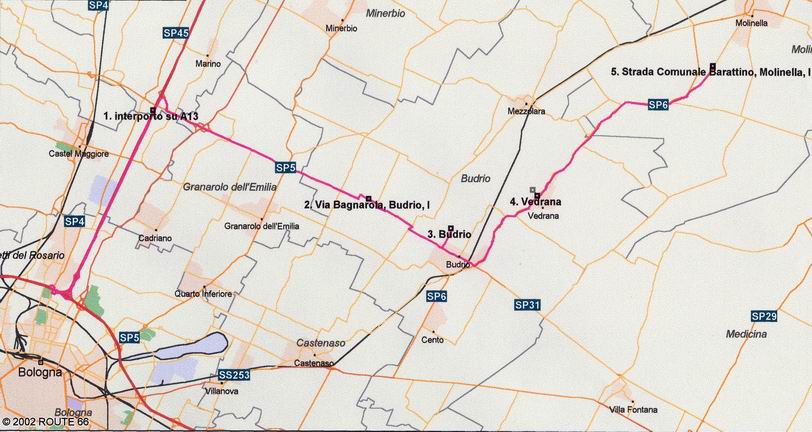 SP4
Minerbio
SP45
Minerbio
Molinella
Marino
5. Strada Comunale Barattino, Molinella, I
1. interporto su A13
Mezzolara
SP6
Castel Maggiore
SP5
Budrio
Granarolo dell'Emilia
2. Via Bagnarola, Budrio, I
4. Vedrana
Vedrana
SP4
Granarolo dell'Emilia
Cadriano
3. Budrio
Budrio
etti del Rosario
Quarto Inferiore
SP6
SP31
SP29
SP5
Castenaso
Cento
Medicina
Castenaso
Bologna
SS253
Villanova
Bologna
Villa Fontana
© 2002 ROUTE 66